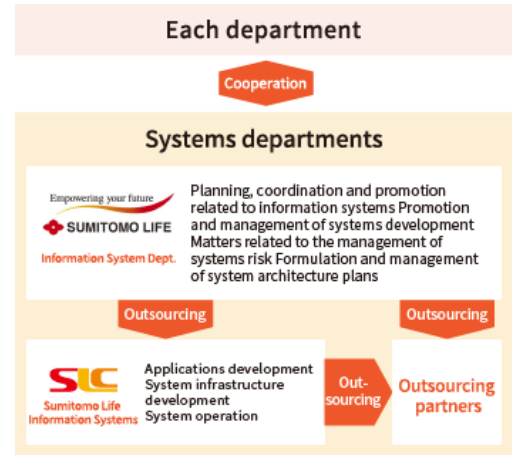 Each department
Cooperation
Systems departments
Empowering your future
SUMITOMO LIFE
Information System Dept.
Planning, coordination and promotion
related to information systems Promotion
and management of systems development
Matters related to the management of
systems risk Formulation and management
of system architecture plans
Outsourcing
Outsourcing
SLC
Sumitomo Life
Information Systems
Applications development
System infrastructure
development
System operation
Out-
sourcing
Outsourcing
partners